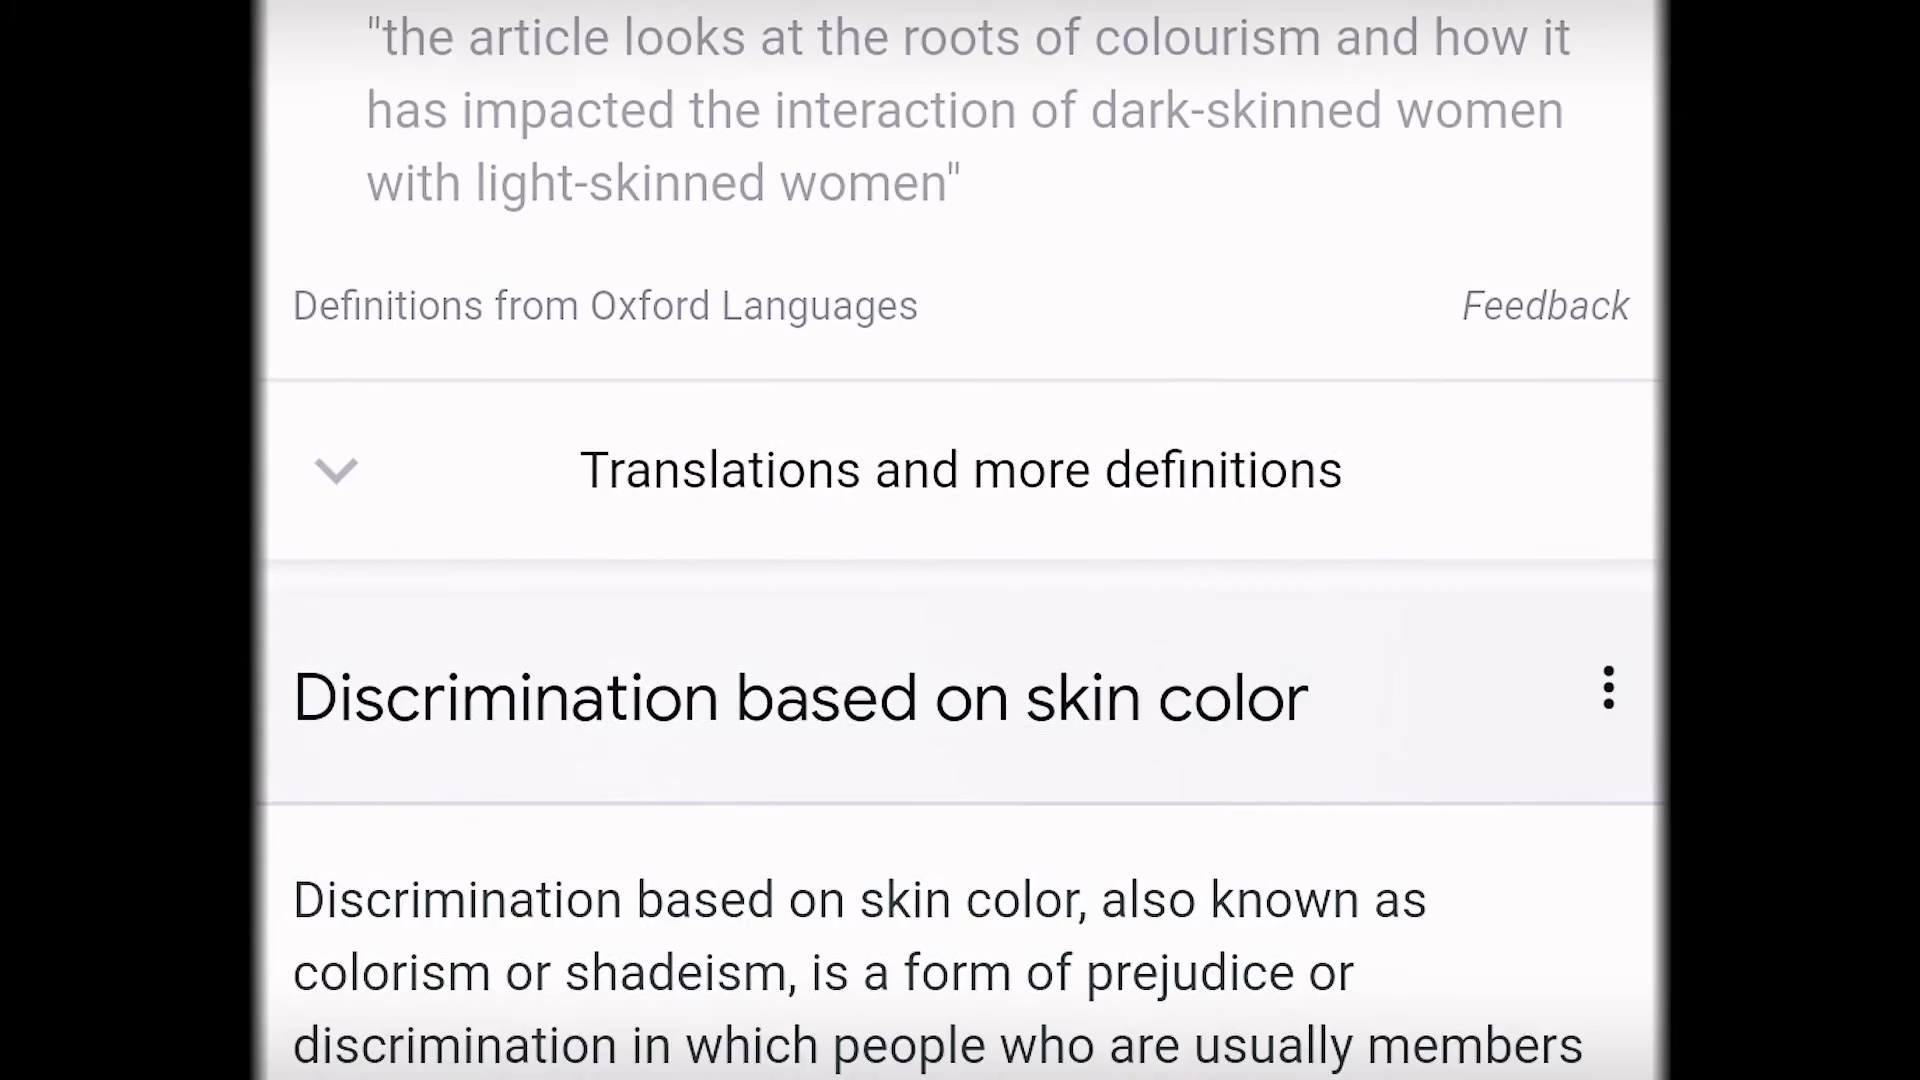 "the article looks at the roots of colourism and how it
has impacted the interaction of dark-skinned women
with light-skinned women"
Definitions from Oxford Languages
Feedback
Translations and more definitions
Discrimination based on skin color
Discrimination based on skin color, also known as
colorism or shadeism, is a form of prejudice or
discrimination in which people who are usually members